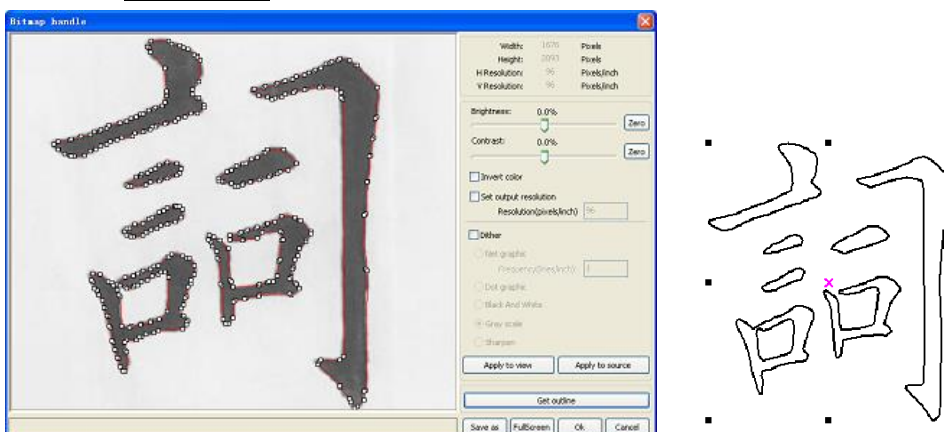 Bitmap handle
Width: 1676 Pixels
Height: 2093 Pixels
H Resolution: 96 Pixels/inch
V Resolution: 96 Pixels/inch
Brightness: 0.0%
Zero
Contrast: 0.0%
Zero
Invert color
Set output resolution
Resolution(pixels/inch) 96
Dither
Net graphic
Frequency(lines/inch):
Dot graphic
Black And White
Gray scale
Sharpen
Apply to view Apply to source
Get outline
Save as FullScreen Ok Cancel
詞
詞